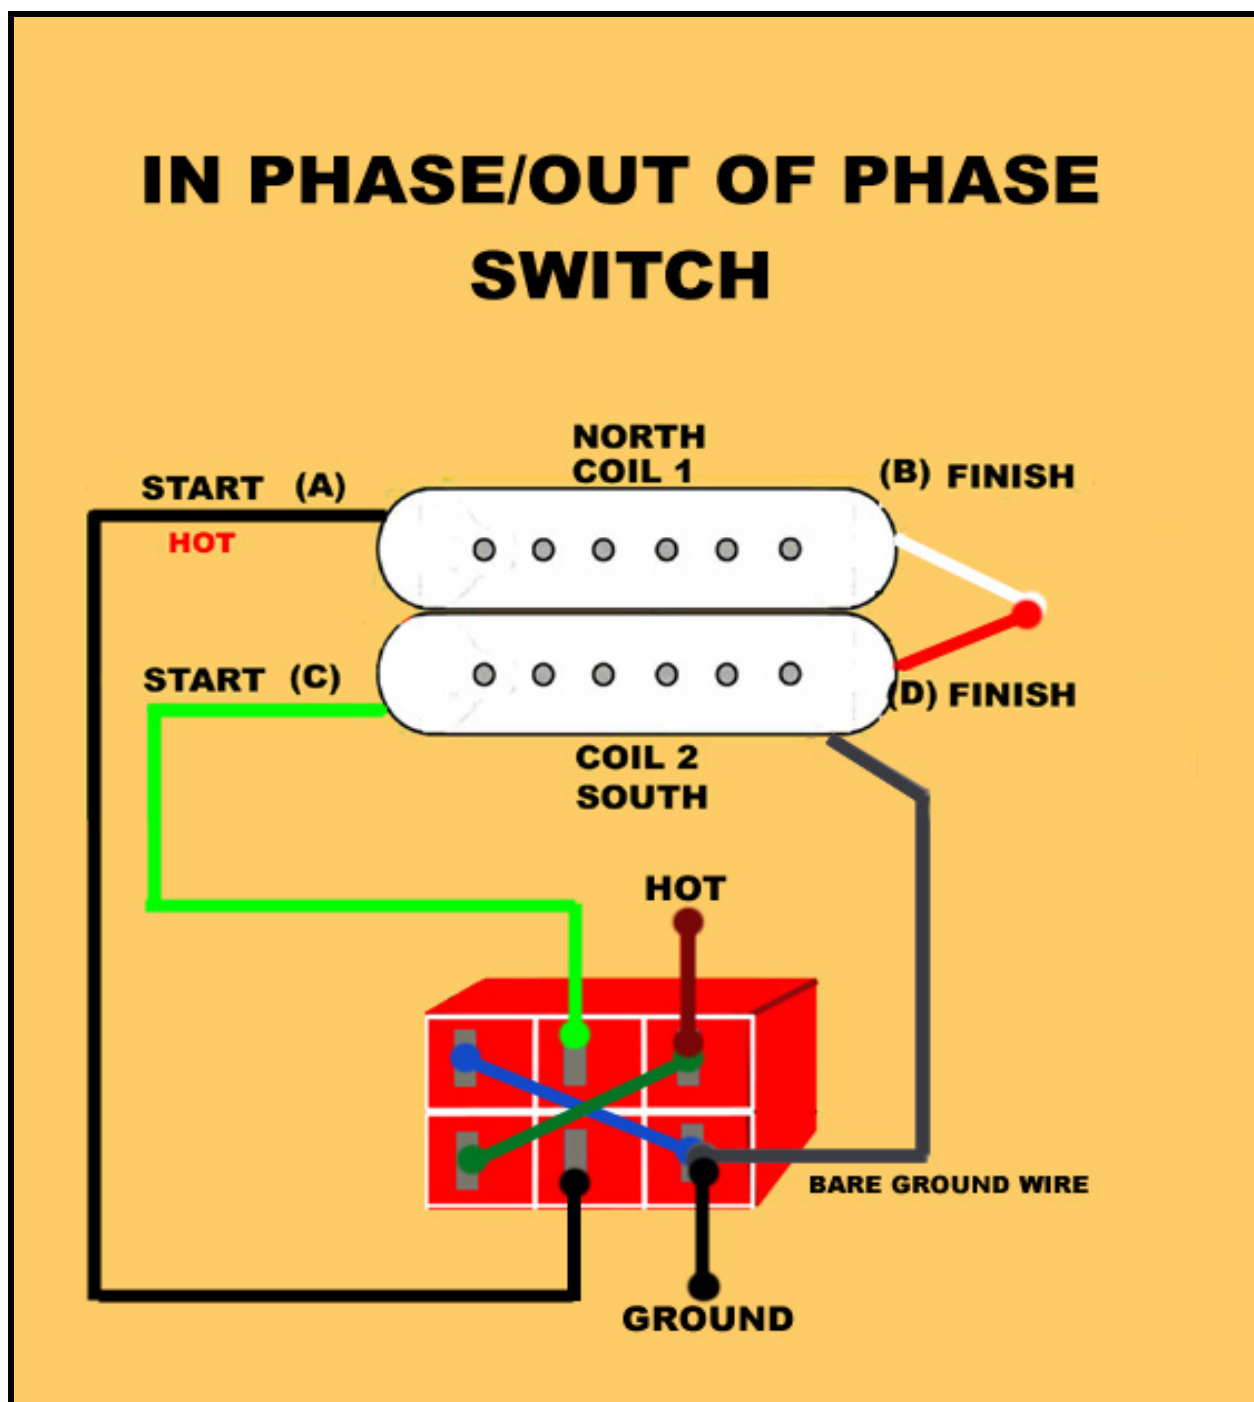 IN PHASE/OUT OF PHASE
SWITCH
NORTH
COIL 1
START (A)
HOT
(B) FINISH
START (C)
(D) FINISH
COIL 2
SOUTH
HOT
BARE GROUND WIRE
GROUND